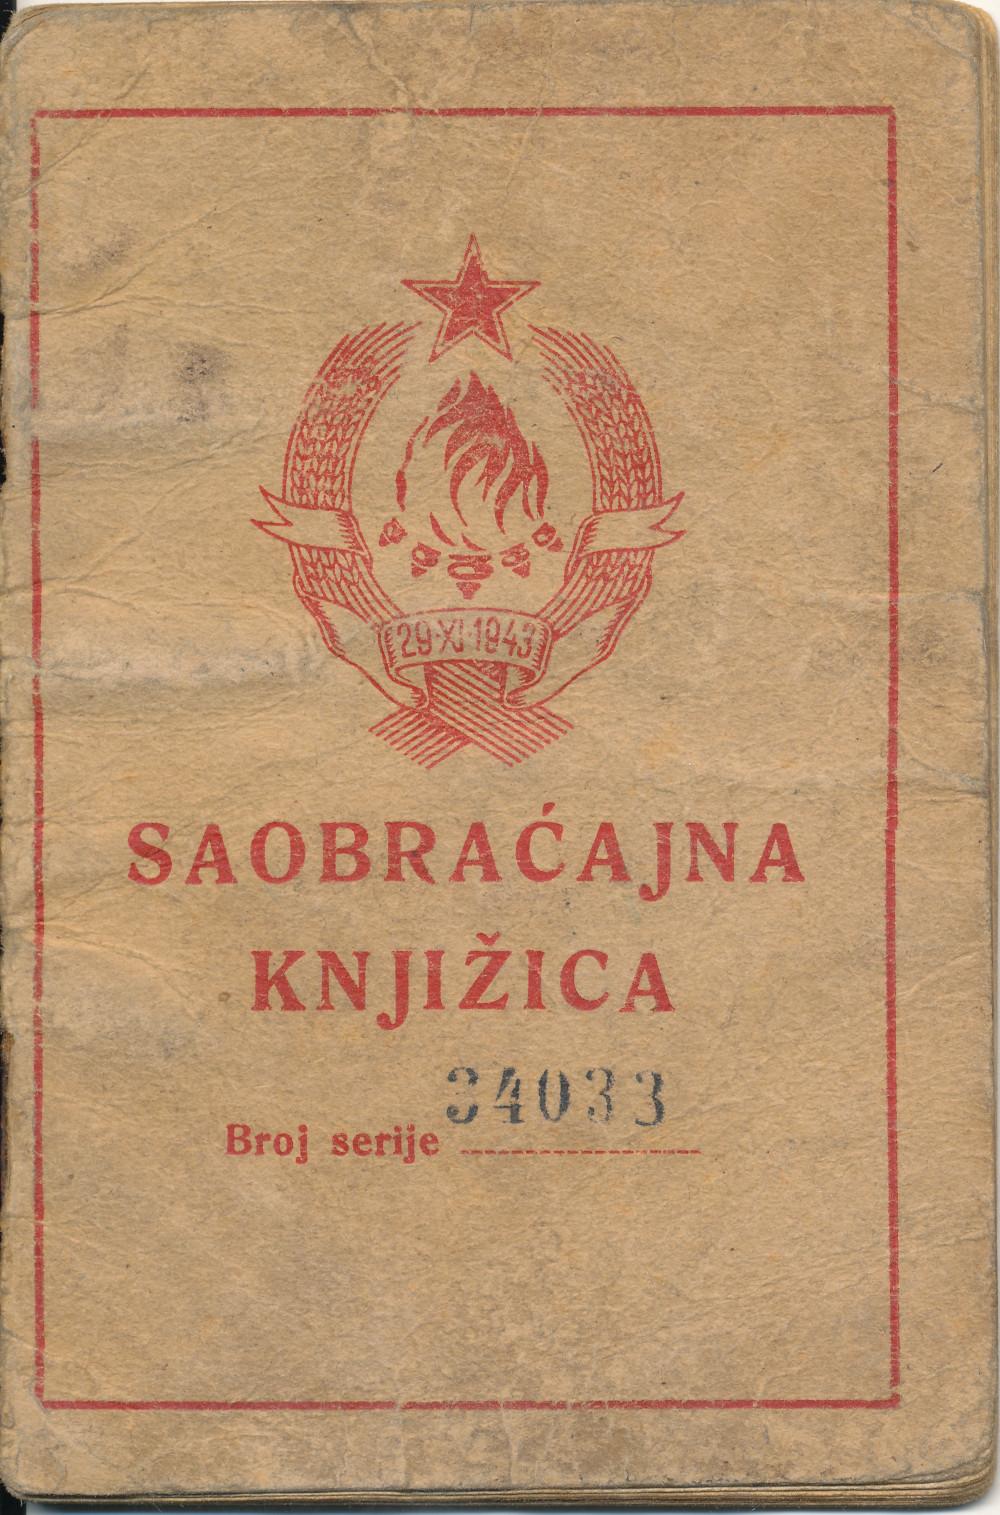 29·XI·1943
SAOBRAĆAJNA
KNJIŽICA
34033
Broj serije